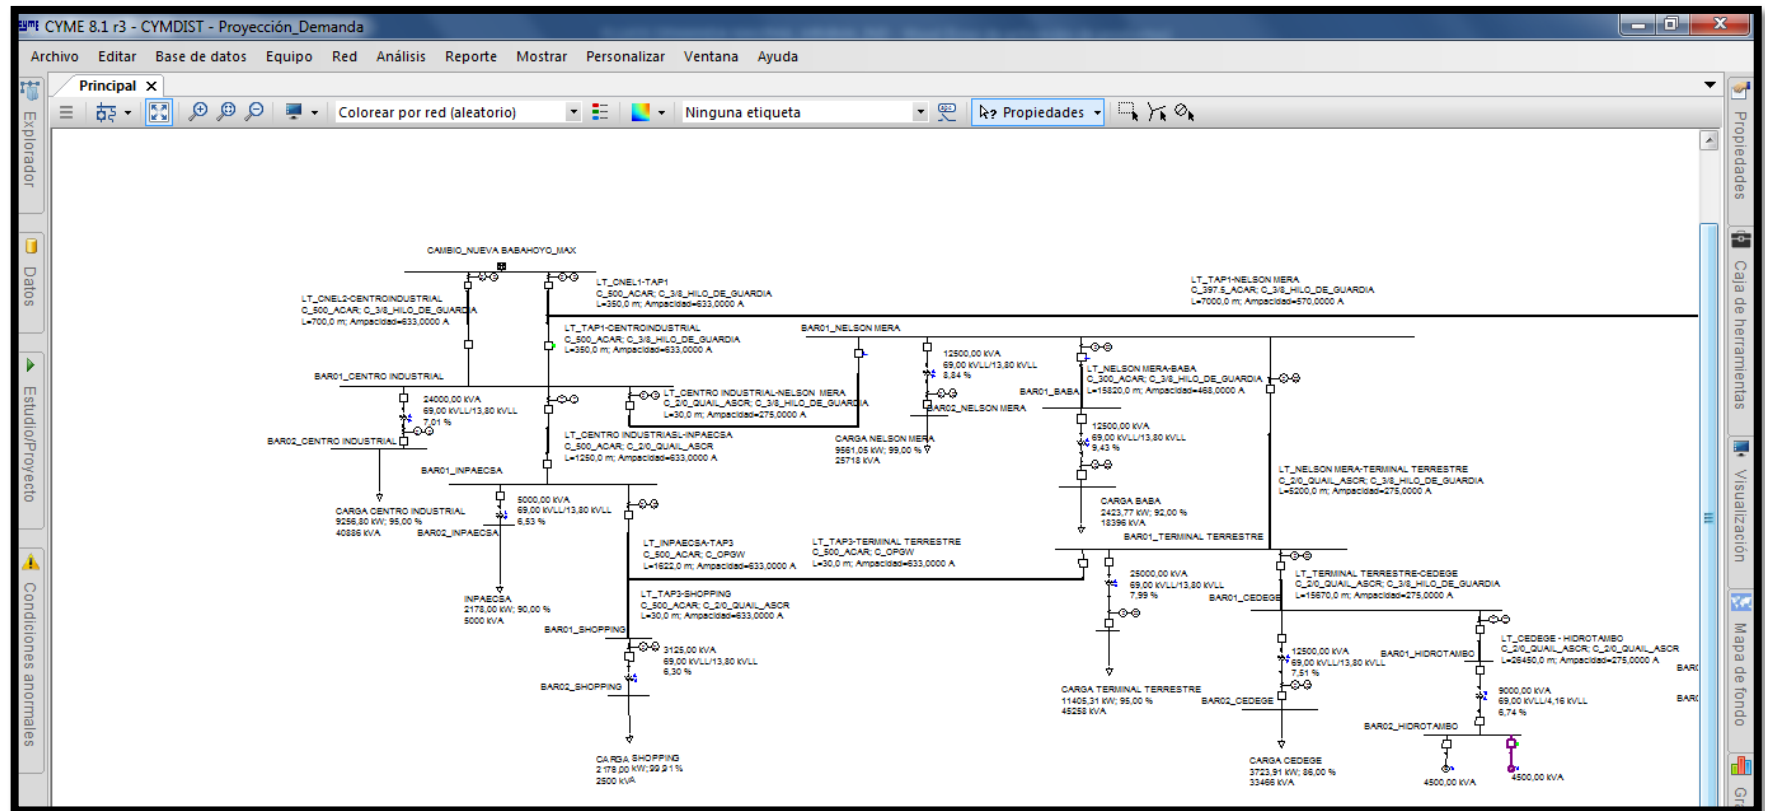 CYME 8.1 r3 - CYMDIST - Proyección_Demanda
Archivo Editar Base de datos Equipo Red Análisis Reporte Mostrar Personalizar Ventana Ayuda
Principal
Colorear por red (aleatorio)
Ninguna etiqueta
Propiedades
Explorador
Datos
Estudio/Proyecto
Condiciones anormales
Propiedades
Caja de herramientas
Visualización
Mapa de fondo
CAMBIO_NUEVA BABAHOYO_MAX
LT_CNEL2-CENTROINDUSTRIAL
C_500_ACAR; C_3/8_HILO_DE_GUARDIA
L=700,0 m; Ampacidad=633,0000 A
LT_CNEL1-TAP1
C_500_ACAR; C_3/8_HILO_DE_GUARDIA
L=350,0 m; Ampacidad=633,0000 A
LT_TAP1-NELSON MERA
C_397.5_ACAR; C_3/8_HILO_DE_GUARDIA
L=7000,0 m; Ampacidad=570,0000 A
LT_TAP1-CENTROINDUSTRIAL
C_500_ACAR; C_3/8_HILO_DE_GUARDIA
L=350,0 m; Ampacidad=633,0000 A
BAR01_NELSON MERA
12500,00 kVA
69,00 kVLL/13,80 kVLL
8,84 %
BAR02_NELSON MERA
CARGA NELSON MERA
9561,05 kW; 99,00 %
25718 kVA
LT_NELSON MERA-BABA
C_300_ACAR; C_3/8_HILO_DE_GUARDIA
L=15820,0 m; Ampacidad=468,0000 A
BAR01_BABA
12500,00 kVA
69,00 kVLL/13,80 kVLL
9,43 %
CARGA BABA
2423,77 kW; 92,00 %
18396 kVA
BAR01_CENTRO INDUSTRIAL
24000,00 kVA
69,00 kVLL/13,80 kVLL
7,01 %
BAR02_CENTRO INDUSTRIAL
CARGA CENTRO INDUSTRIAL
9256,80 kW; 95,00 %
40886 kVA
LT_CENTRO INDUSTRIAL-NELSON MERA
C_2/0_QUAIL_ASCR; C_3/8_HILO_DE_GUARDIA
L=30,0 m; Ampacidad=275,0000 A
LT_CENTRO INDUSTRIASL-INPAECSA
C_500_ACAR; C_2/0_QUAIL_ASCR
L=1250,0 m; Ampacidad=633,0000 A
BAR01_INPAECSA
5000,00 kVA
69,00 kVLL/13,80 kVLL
6,53 %
BAR02_INPAECSA
INPAECSA
2178,00 kW; 90,00 %
5000 kVA
LT_INPAECSA-TAP3
C_500_ACAR; C_OPGW
L=1622,0 m; Ampacidad=633,0000 A
LT_TAP3-TERMINAL TERRESTRE
C_500_ACAR; C_OPGW
L=30,0 m; Ampacidad=633,0000 A
LT_TAP3-SHOPPING
C_500_ACAR; C_2/0_QUAIL_ASCR
L=30,0 m; Ampacidad=633,0000 A
BAR01_SHOPPING
3125,00 kVA
69,00 kVLL/13,80 kVLL
6,30 %
BAR02_SHOPPING
CARGA SHOPPING
2178,00 kW; 99,91 %
2500 kVA
LT_NELSON MERA-TERMINAL TERRESTRE
C_2/0_QUAIL_ASCR; C_3/8_HILO_DE_GUARDIA
L=5200,0 m; Ampacidad=275,0000 A
BAR01_TERMINAL TERRESTRE
25000,00 kVA
69,00 kVLL/13,80 kVLL
7,99 %
CARGA TERMINAL TERRESTRE
11405,31 kW; 95,00 %
45258 kVA
LT_TERMINAL TERRESTRE-CEDEGE
C_2/0_QUAIL_ASCR; C_3/8_HILO_DE_GUARDIA
L=15670,0 m; Ampacidad=275,0000 A
BAR01_CEDEGE
12500,00 kVA
69,00 kVLL/13,80 kVLL
7,51 %
BAR02_CEDEGE
CARGA CEDEGE
3723,91 kW; 86,00 %
33466 kVA
LT_CEDEGE - HIDROTAMBO
C_2/0_QUAIL_ASCR; C_2/0_QUAIL_ASCR
L=26450,0 m; Ampacidad=275,0000 A
BAR01_HIDROTAMBO
9000,00 kVA
69,00 kVLL/4,16 kVLL
6,74 %
BAR02_HIDROTAMBO
4500,00 kVA
4500,00 kVA